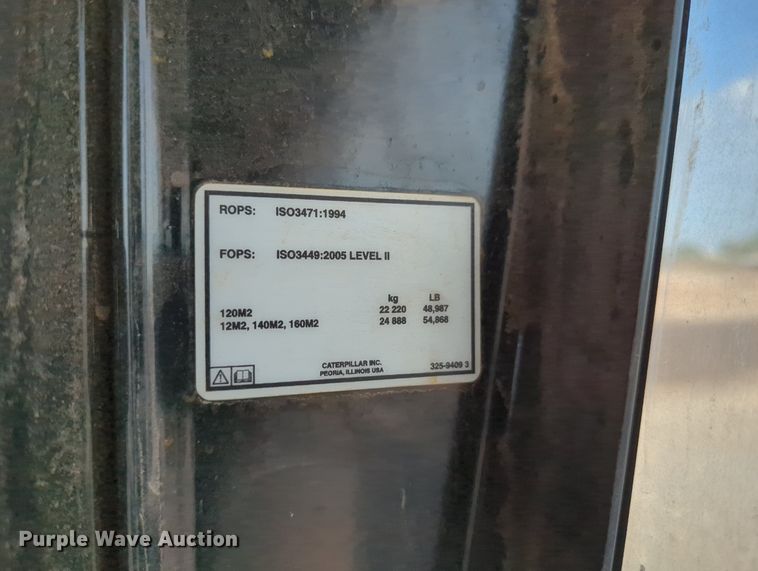 ROPS: ISO3471:1994
FOPS: ISO3449:2005 LEVEL II
kg LB
120M2 22 220 48,987
12M2, 140M2, 160M2 24 888 54,868
CATERPILLAR INC.
PEORIA, ILLINOIS USA
325-9409 3
Purple Wave Auction